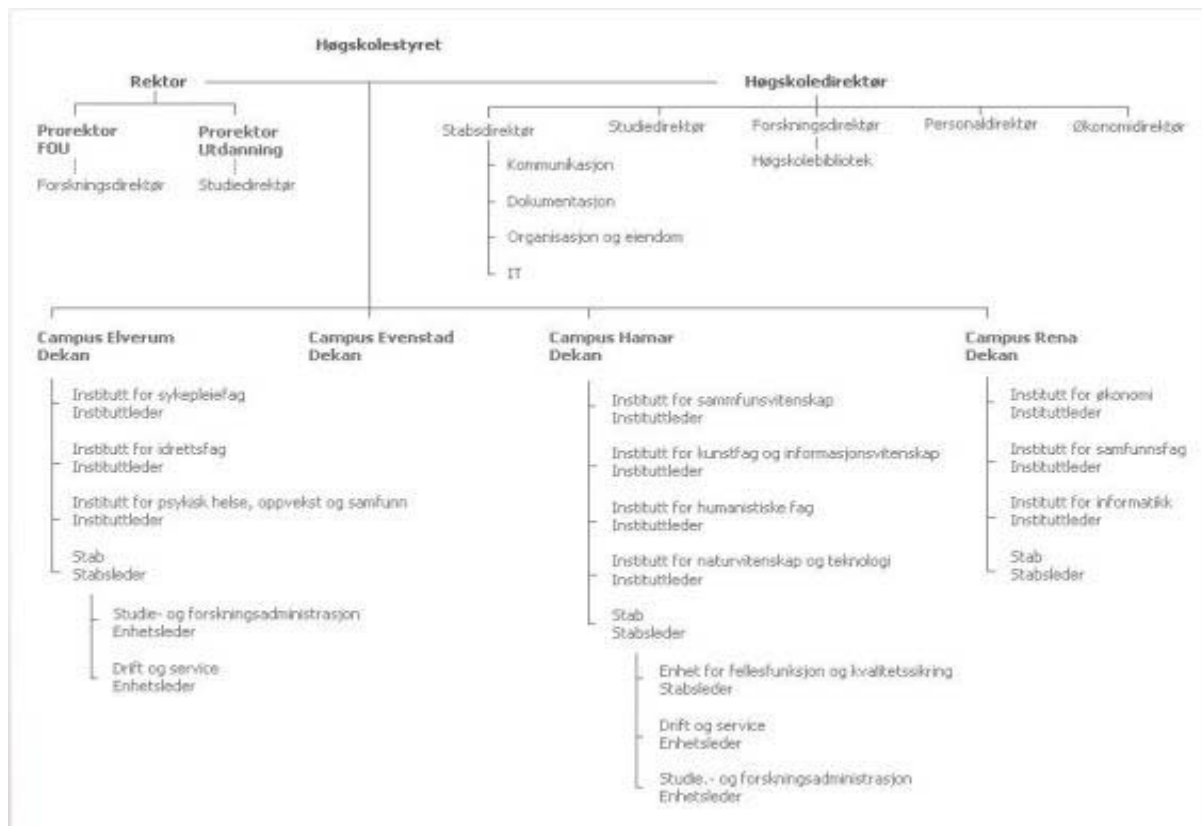 Høgskolestyret
Rektor
Høgskoledirektør
Prorektor
FOU
Prorektor
Utdanning
Forskningsdirektør
Studiedirektør
Stabsdirektør
Studiedirektør
Forskningsdirektør
Personaldirektør
Økonomidirektør
Høgskolebibliotek
Kommunikasjon
Dokumentasjon
Organisasjon og eiendom
IT
Campus Elverum
Dekan
Institutt for sykepleiefag
Instituttleder
Institutt for idrettsfag
Instituttleder
Institutt for psykisk helse, oppvekst og samfunn
Instituttleder
Stab
Stabsleder
Studie- og forskningsadministrasjon
Enhetsleder
Drift og service
Enhetsleder
Campus Evenstad
Dekan
Campus Hamar
Dekan
Institutt for sammfunsvitenskap
Instituttleder
Institutt for kunstfag og informasjonsvitenskap
Instituttleder
Institutt for humanistiske fag
Instituttleder
Institutt for naturvitenskap og teknologi
Instituttleder
Stab
Stabsleder
Enhet for fellesfunksjon og kvalitetssikring
Stabsleder
Drift og service
Enhetsleder
Studie.- og forskningsadministrasjon
Enhetsleder
Campus Rena
Dekan
Institutt for økonomi
Instituttleder
Institutt for samfunnsfag
Instituttleder
Institutt for informatikk
Instituttleder
Stab
Stabsleder